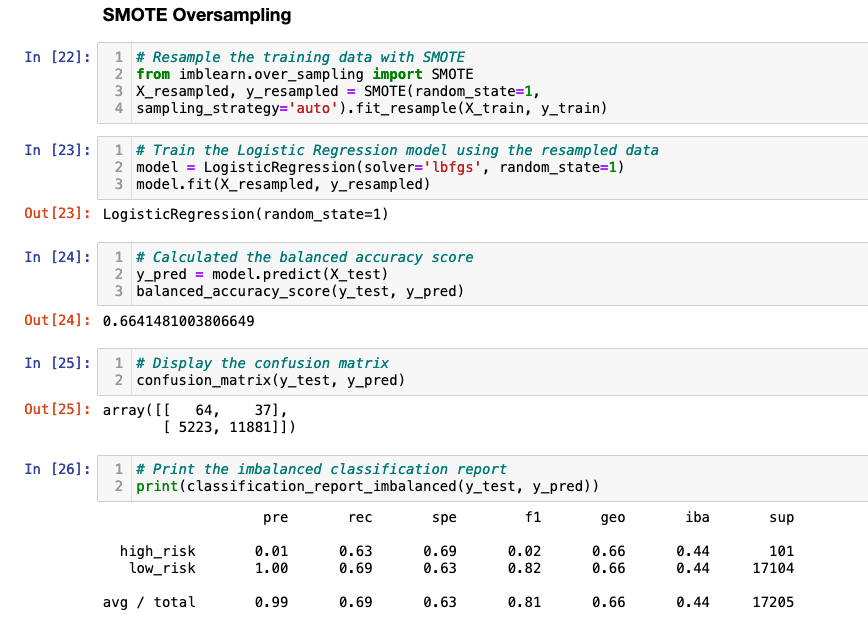 SMOTE Oversampling
In [22]: 1 # Resample the training data with SMOTE
2 from imblearn.over_sampling import SMOTE
3 X_resampled, y_resampled = SMOTE(random_state=1,
4 sampling_strategy='auto').fit_resample(X_train, y_train)
In [23]: 1 # Train the Logistic Regression model using the resampled data
2 model = LogisticRegression(solver='lbfgs', random_state=1)
3 model.fit(X_resampled, y_resampled)
Out[23]: LogisticRegression(random_state=1)
In [24]: 1 # Calculated the balanced accuracy score
2 y_pred = model.predict(X_test)
3 balanced_accuracy_score(y_test, y_pred)
Out[24]: 0.6641481003806649
In [25]: 1 # Display the confusion matrix
2 confusion_matrix(y_test, y_pred)
Out[25]: array([[   64,    37],
[ 5223, 11881]])
In [26]: 1 # Print the imbalanced classification report
2 print(classification_report_imbalanced(y_test, y_pred))
pre rec spe f1 geo iba sup
high_risk 0.01 0.63 0.69 0.02 0.66 0.44 101
low_risk 1.00 0.69 0.63 0.82 0.66 0.44 17104
avg / total 0.99 0.69 0.63 0.81 0.66 0.44 17205